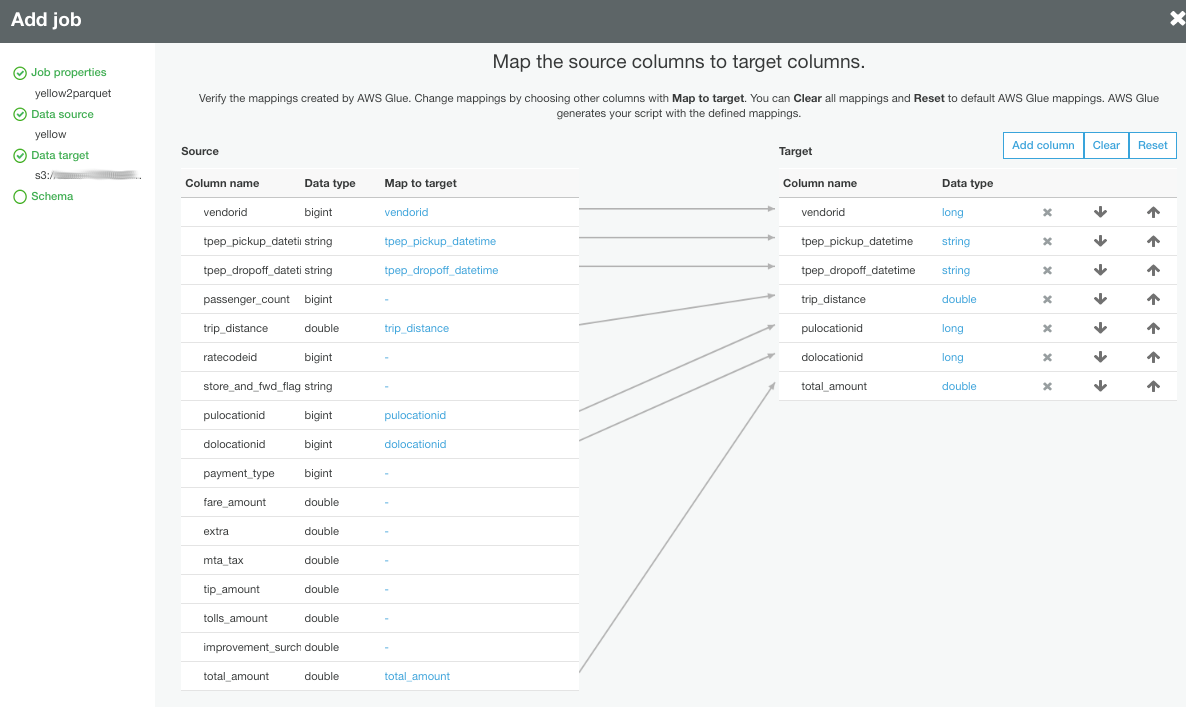 Add job
Job properties
yellow2parquet
Data source
yellow
Data target
s3:/
Schema
Map the source columns to target columns.
Verify the mappings created by AWS Glue. Change mappings by choosing other columns with Map to target. You can Clear all mappings and Reset to default AWS Glue mappings. AWS Glue
generates your script with the defined mappings.
Add column Clear Reset
Source
Column name Data type Map to target
vendorid bigint vendorid
tpep_pickup_dateti string tpep_pickup_datetime
tpep_dropoff_dateti string tpep_dropoff_datetime
passenger_count bigint -
trip_distance double trip_distance
ratecodeid bigint -
store_and_fwd_flag string -
pulocationid bigint pulocationid
dolocationid bigint dolocationid
payment_type bigint -
fare_amount double -
extra double -
mta_tax double -
tip_amount double -
tolls_amount double -
improvement_surch double -
total_amount double total_amount
Target
Column name Data type
vendorid long
tpep_pickup_datetime string
tpep_dropoff_datetime string
trip_distance double
pulocationid long
dolocationid long
total_amount double